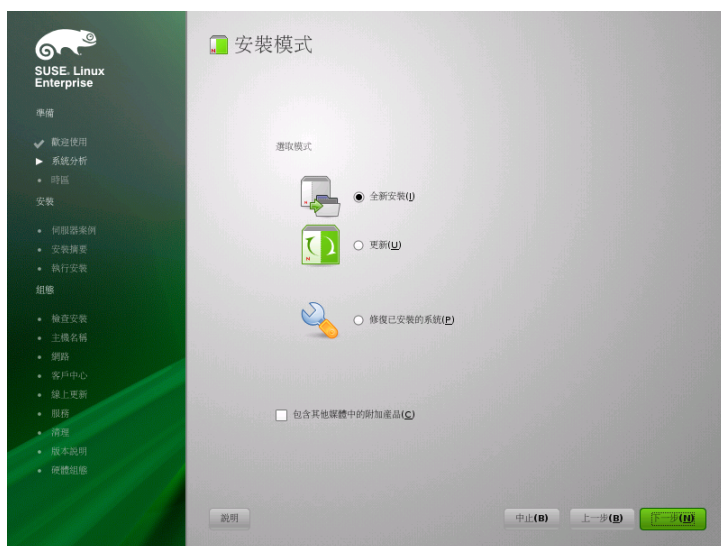 SUSE. Linux
Enterprise
準備
歡迎使用
系統分析
時區
安裝
伺服器案例
安裝摘要
執行安裝
組態
檢查安裝
主機名稱
網路
客戶中心
線上更新
服務
清理
版本說明
硬體組態
安裝模式
選取模式
全新安裝(I)
更新(U)
修復已安裝的系統(P)
包含其他媒體中的附加產品(C)
說明
中止(B)
上一步(B)
下一步(N)